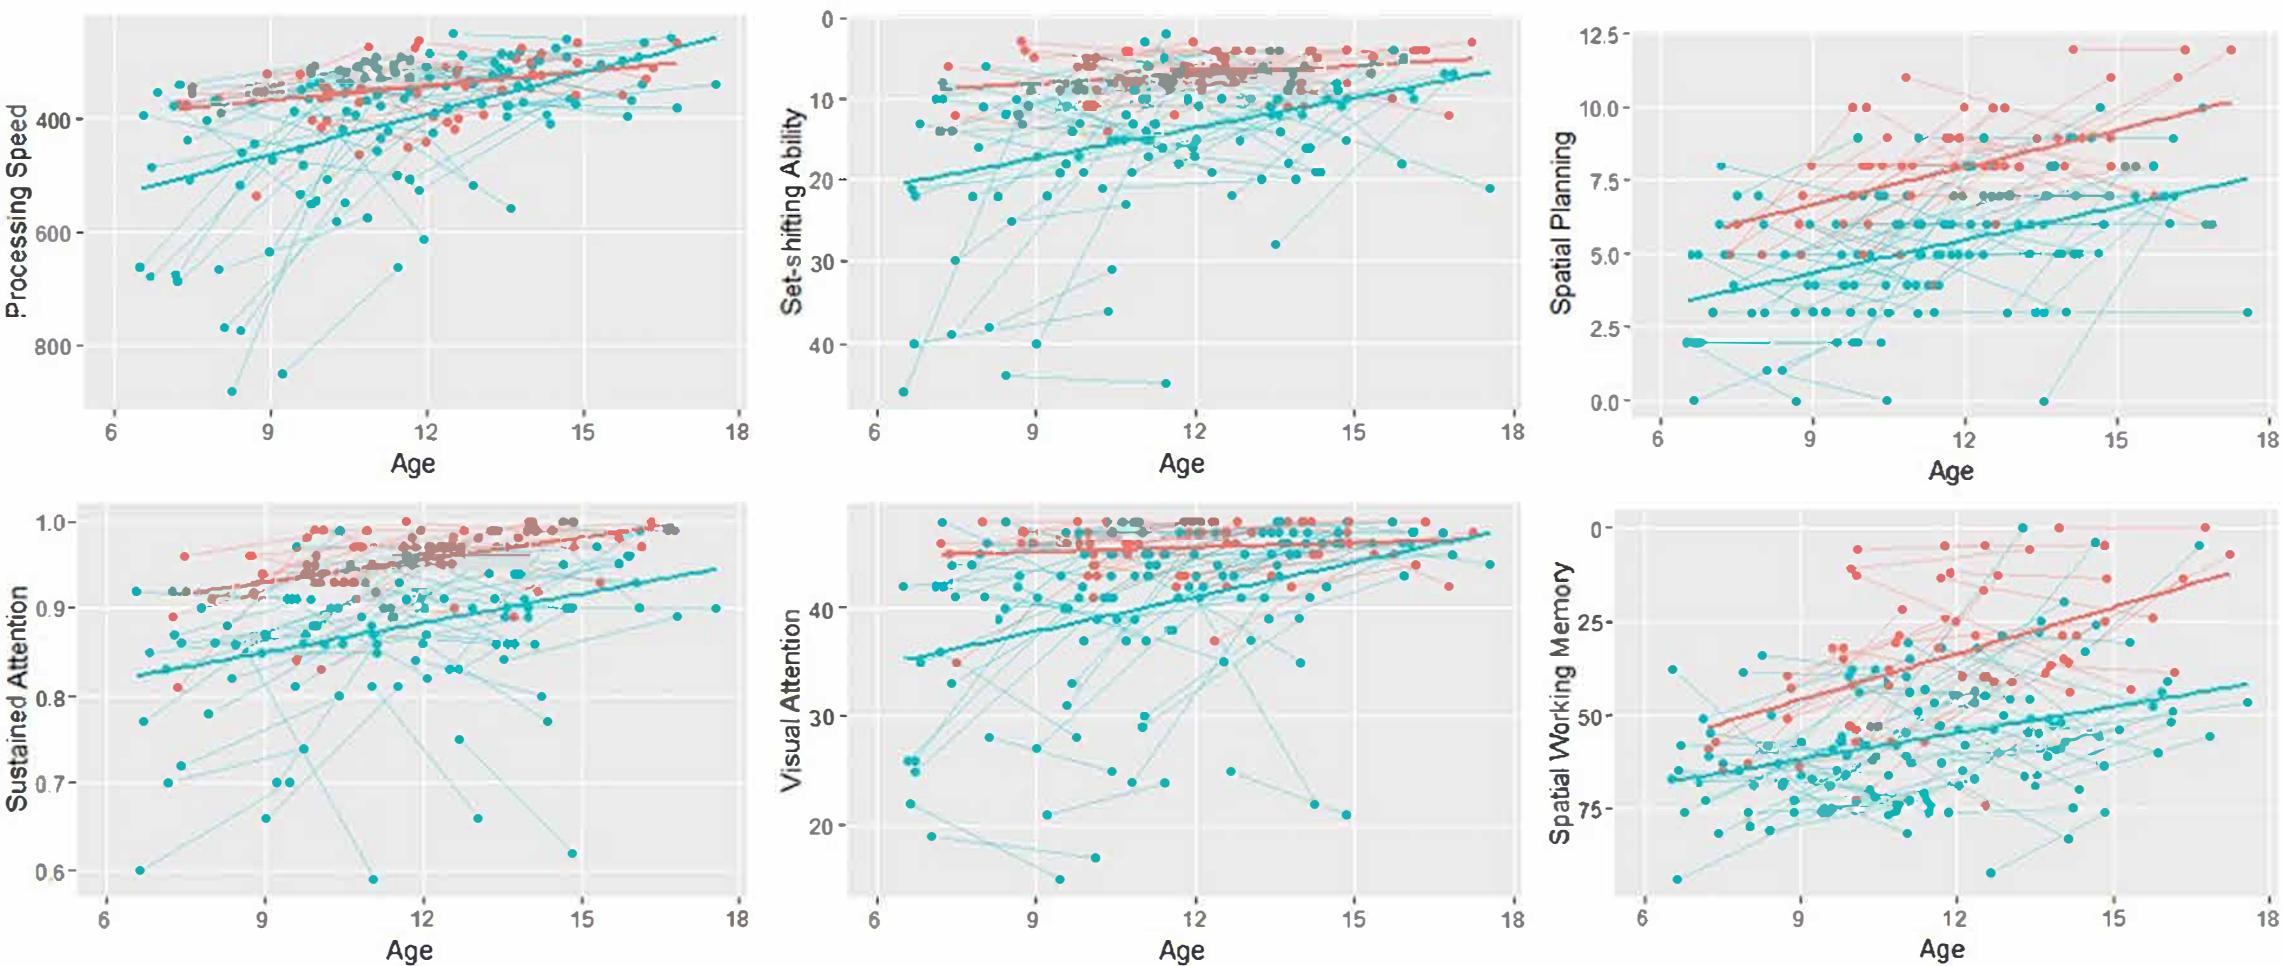 Processing Speed
400
600
800
6 9 12 15 18
Age
Set-shifting Ability
0
10
20
30
40
6 9 12 15 18
Age
Spatial Planning
12.5
10.0
7.5
5.0
2.5
0.0
6 9 12 15 18
Age
Sustained Attention
1.0
0.9
0.8
0.7
0.6
6 9 12 15 18
Age
Visual Attention
40
30
20
6 9 12 15 18
Age
Spatial Working Memory
0
25
50
75
6 9 12 15 18
Age